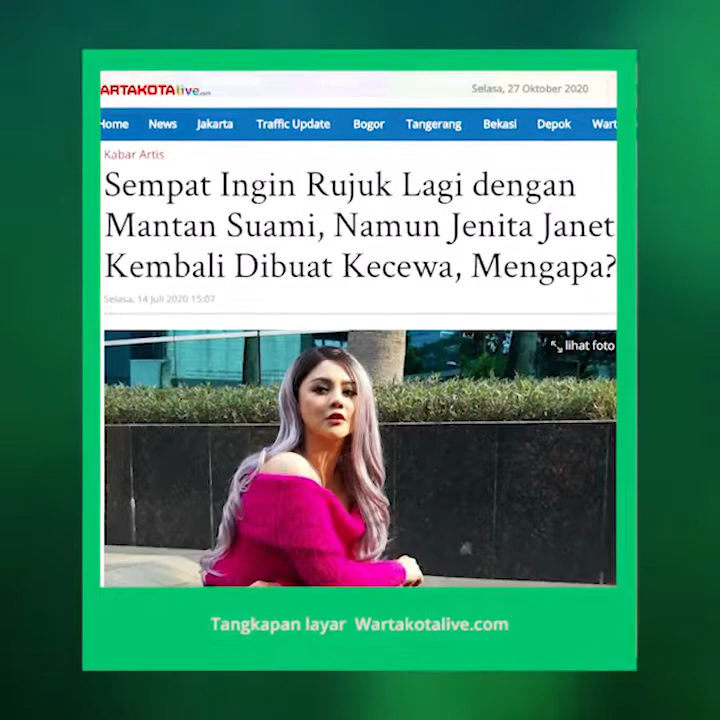 ARTAKOTAlive.com
Selasa, 27 Oktober 2020
Home News Jakarta Traffic Update Bogor Tangerang Bekasi Depok Wart
Kabar Artis
Sempat Ingin Rujuk Lagi dengan
Mantan Suami, Namun Jenita Janet
Kembali Dibuat Kecewa, Mengapa?
Selasa, 14 Juli 2020 15:07
lihat foto
Tangkapan layar Wartakotalive.com